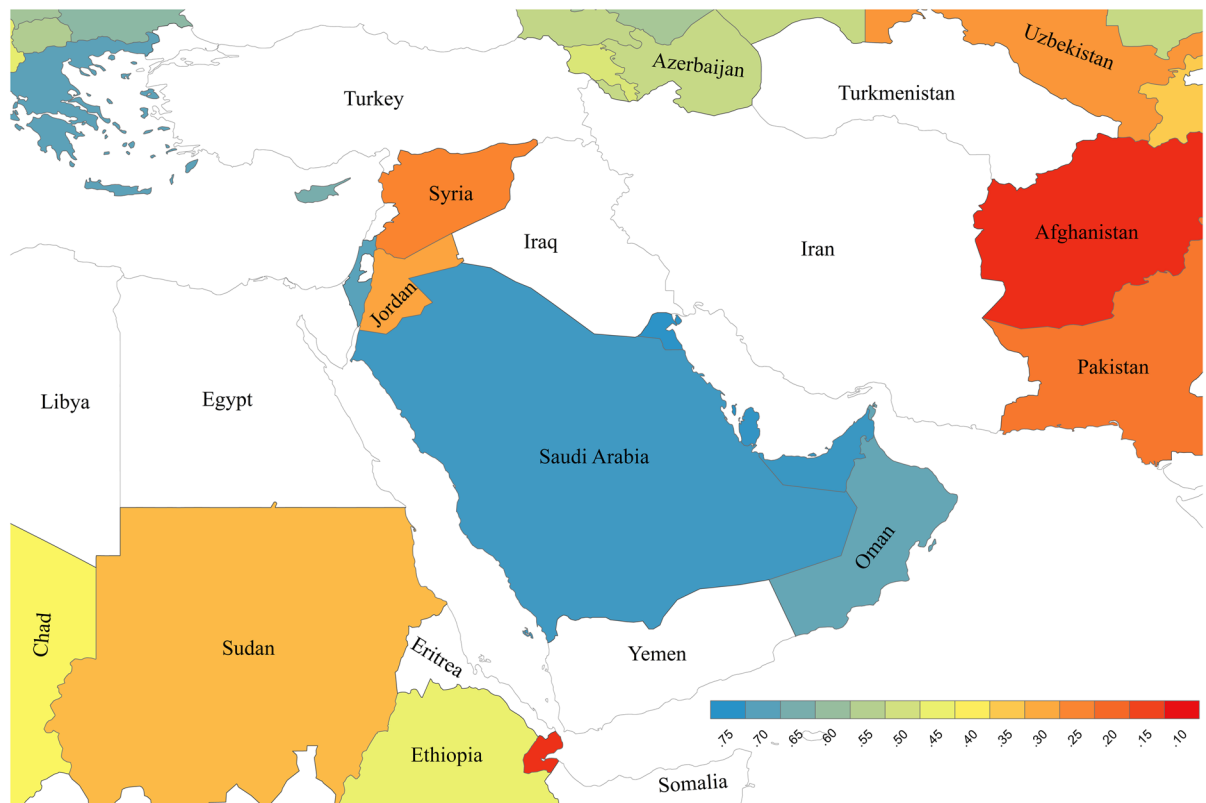 Uzbekistan
Azerbaijan
Turkey
Turkmenistan
Syria
Iraq
Iran
Afghanistan
Jordan
Pakistan
Libya
Egypt
Saudi Arabia
Oman
Chad
Sudan
Eritrea
Yemen
Ethiopia
Somalia
.75 .70 .65 .60 .55 .50 .45 .40 .35 .30 .25 .20 .15 .10